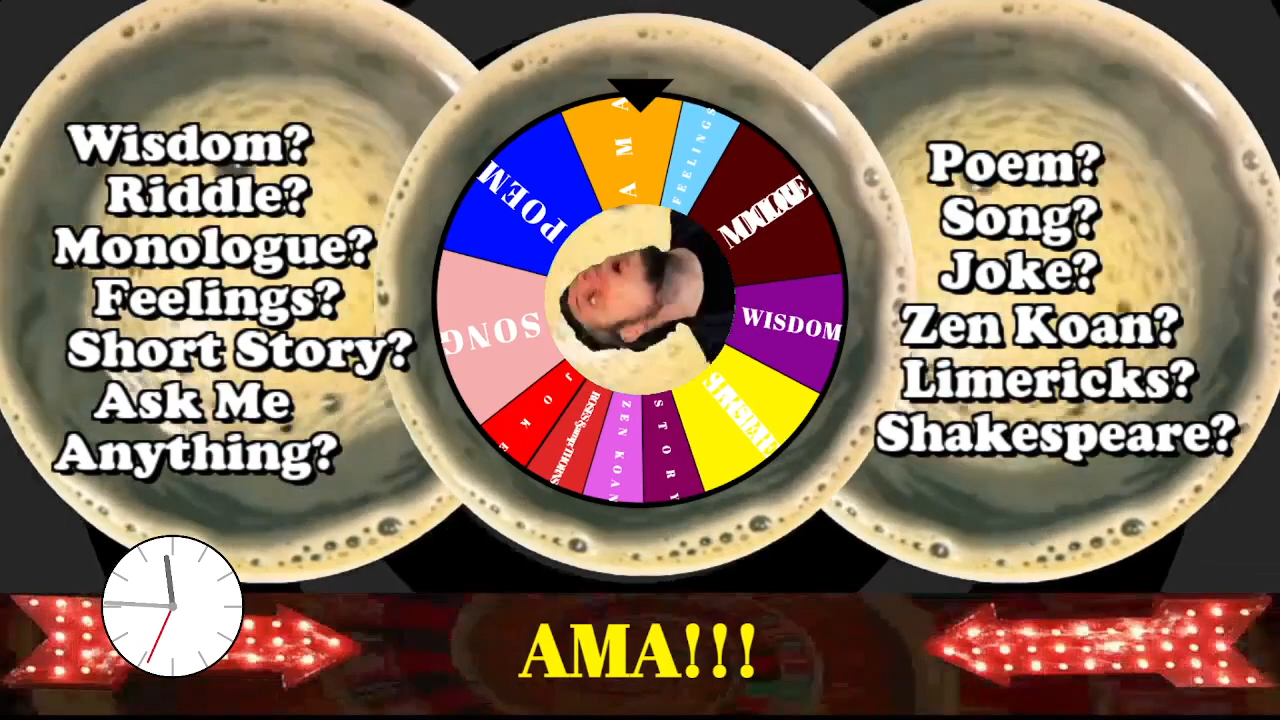 Wisdom?
Riddle?
Monologue?
Feelings?
Short Story?
Ask Me
Anything?
AMA
FEELINGS
WISDOM
STORY
ZEN KOAN
JOKE
SONG
POEM
Poem?
Song?
Joke?
Zen Koan?
Limericks?
Shakespeare?
AMA!!!